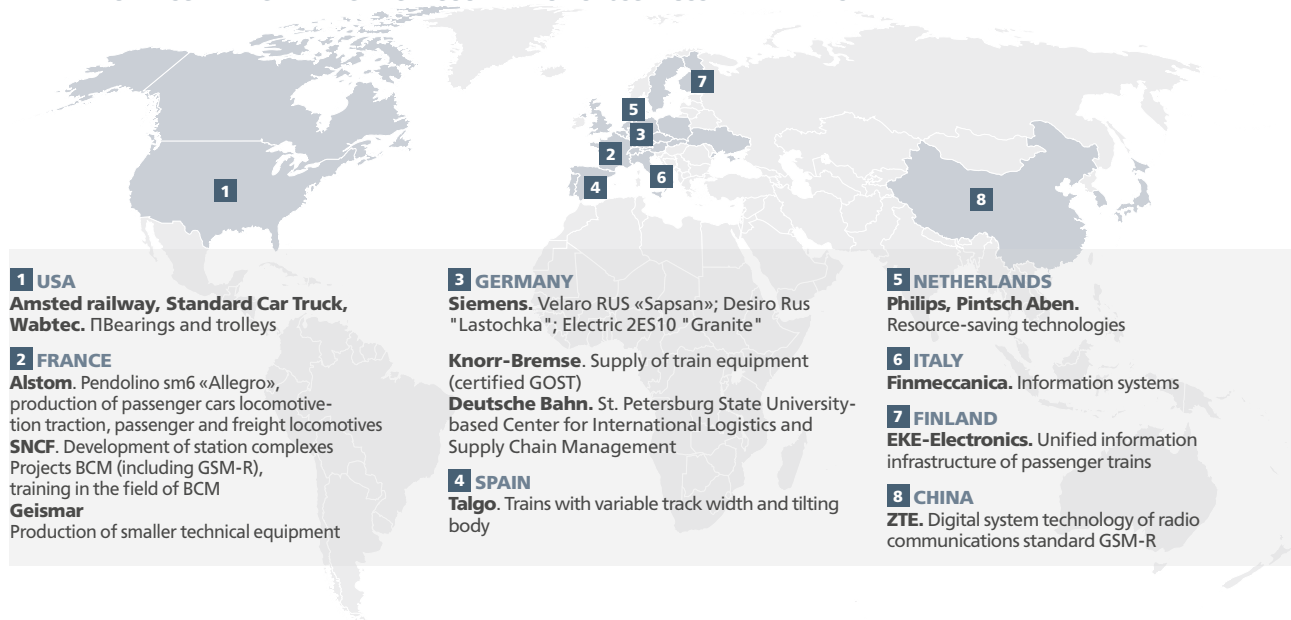 1
2
3
4
5
6
7
8
1 USA
Amsted railway, Standard Car Truck,
Wabtec. ПBearings and trolleys
2 FRANCE
Alstom. Pendolino sm6 «Allegro»,
production of passenger cars locomotive-
tion traction, passenger and freight locomotives
SNCF. Development of station complexes
Projects BCM (including GSM-R),
training in the field of BCM
Geismar
Production of smaller technical equipment
3 GERMANY
Siemens. Velaro RUS «Sapsan»; Desiro Rus
"Lastochka"; Electric 2ES10 "Granite"
Knorr-Bremse. Supply of train equipment
(certified GOST)
Deutsche Bahn. St. Petersburg State University-
based Center for International Logistics and
Supply Chain Management
4 SPAIN
Talgo. Trains with variable track width and tilting
body
5 NETHERLANDS
Philips, Pintsch Aben.
Resource-saving technologies
6 ITALY
Finmeccanica. Information systems
7 FINLAND
EKE-Electronics. Unified information
infrastructure of passenger trains
8 CHINA
ZTE. Digital system technology of radio
communications standard GSM-R